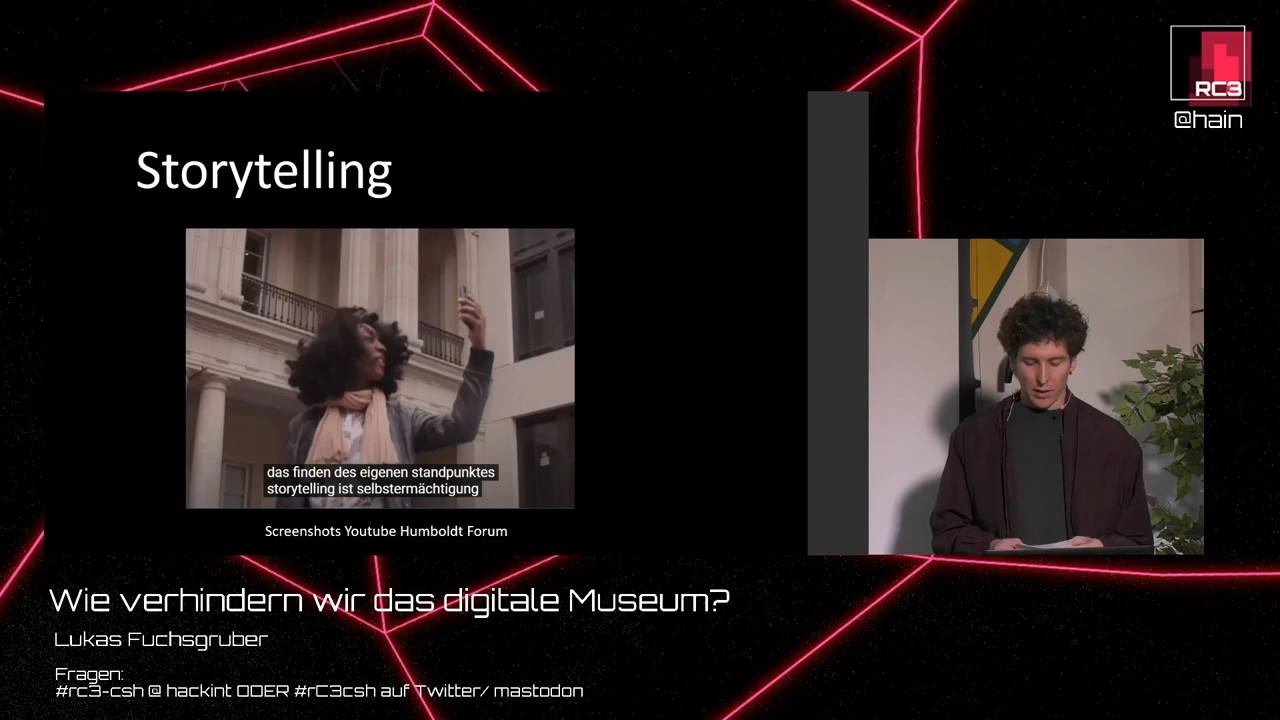 RC3
@hain
Storytelling
das finden des eigenen standpunktes
storytelling ist selbstermächtigung
Screenshots Youtube Humboldt Forum
Wie verhindern wir das digitale Museum?
Lukas Fuchsgruber
Fragen:
#rc3-csh @ hackint ODER #rC3csh auf Twitter/ mastodon